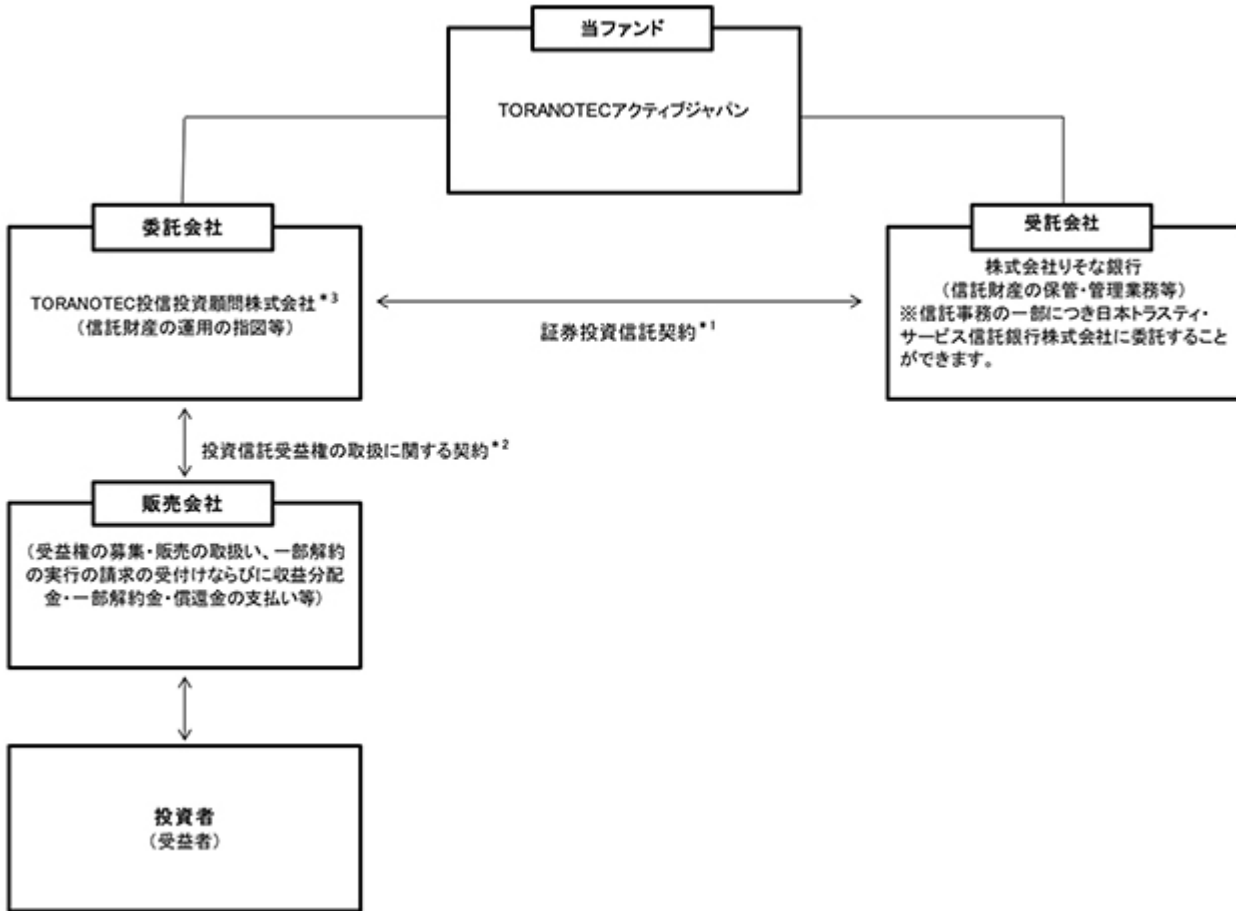 当ファンド
TORANOTECアクティブジャパン
委託会社
TORANOTEC投信投資顧問株式会社*3
(信託財産の運用の指図等)
証券投資信託契約*1
受託会社
株式会社りそな銀行
(信託財産の保管・管理業務等)
※信託事務の一部につき日本トラスティ・
サービス信託銀行株式会社に委託すること
ができます。
投資信託受益権の取扱に関する契約*2
販売会社
(受益権の募集・販売の取扱い、一部解約
の実行の請求の受付けならびに収益分配
金・一部解約金・償還金の支払い等)
投資者
(受益者)